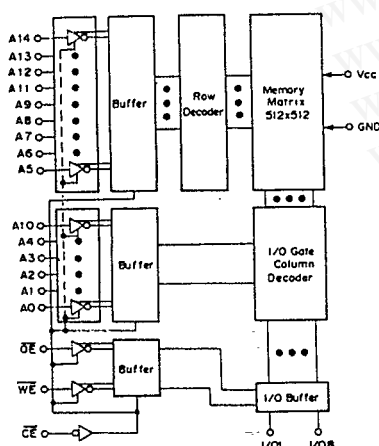 A14
A13
A12
A11
A9
A8
A7
A6
A5
Buffer
Row
Decoder
Memory
Matrix
512x512
Vcc
GND
A10
A4
A3
A2
A1
A0
Buffer
I/O Gate
Column
Decoder
OE
WE
CE
Buffer
I/O Buffer
I/O1
I/O8